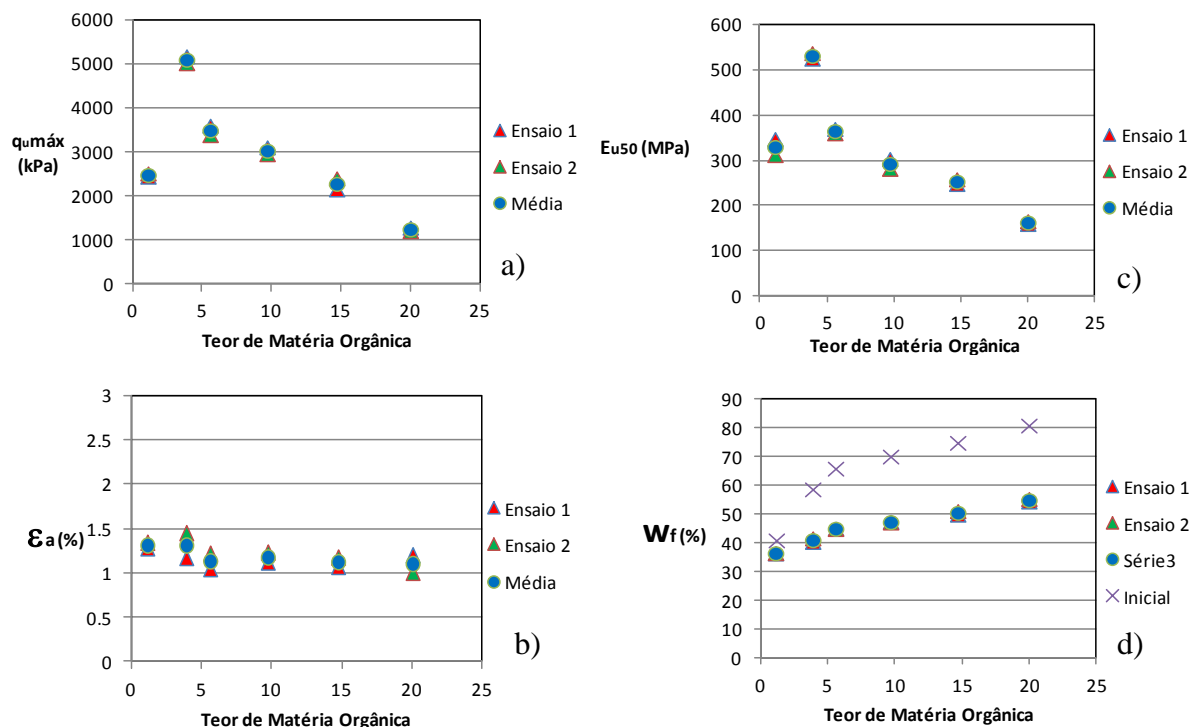 6000
5000
4000
3000
2000
1000
0
qumáx
(kPa)
0 5 10 15 20 25
Teor de Matéria Orgânica
Ensaio 1
Ensaio 2
Média
a)
600
500
400
300
200
100
0
Eu50 (MPa)
0 5 10 15 20 25
Teor de Matéria Orgânica
Ensaio 1
Ensaio 2
Média
c)
3
2.5
2
1.5
1
0.5
0
εa (%)
0 5 10 15 20 25
Teor de Matéria Orgânica
Ensaio 1
Ensaio 2
Média
b)
90
80
70
60
50
40
30
20
10
0
Wf (%)
0 5 10 15 20 25
Teor de Matéria Orgânica
Ensaio 1
Ensaio 2
Série3
Inicial
d)